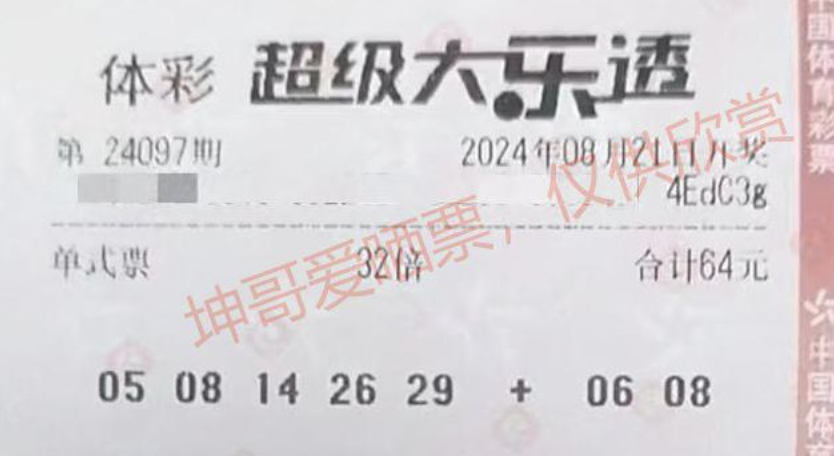 体彩 超级大乐透
第 24097期 2024年08月21日开奖
4EdC3g
单式票 32倍 合计64元
05 08 14 26 29 + 06 08
坤哥爱晒票，仅供欣赏
中国体育彩票
中国体育